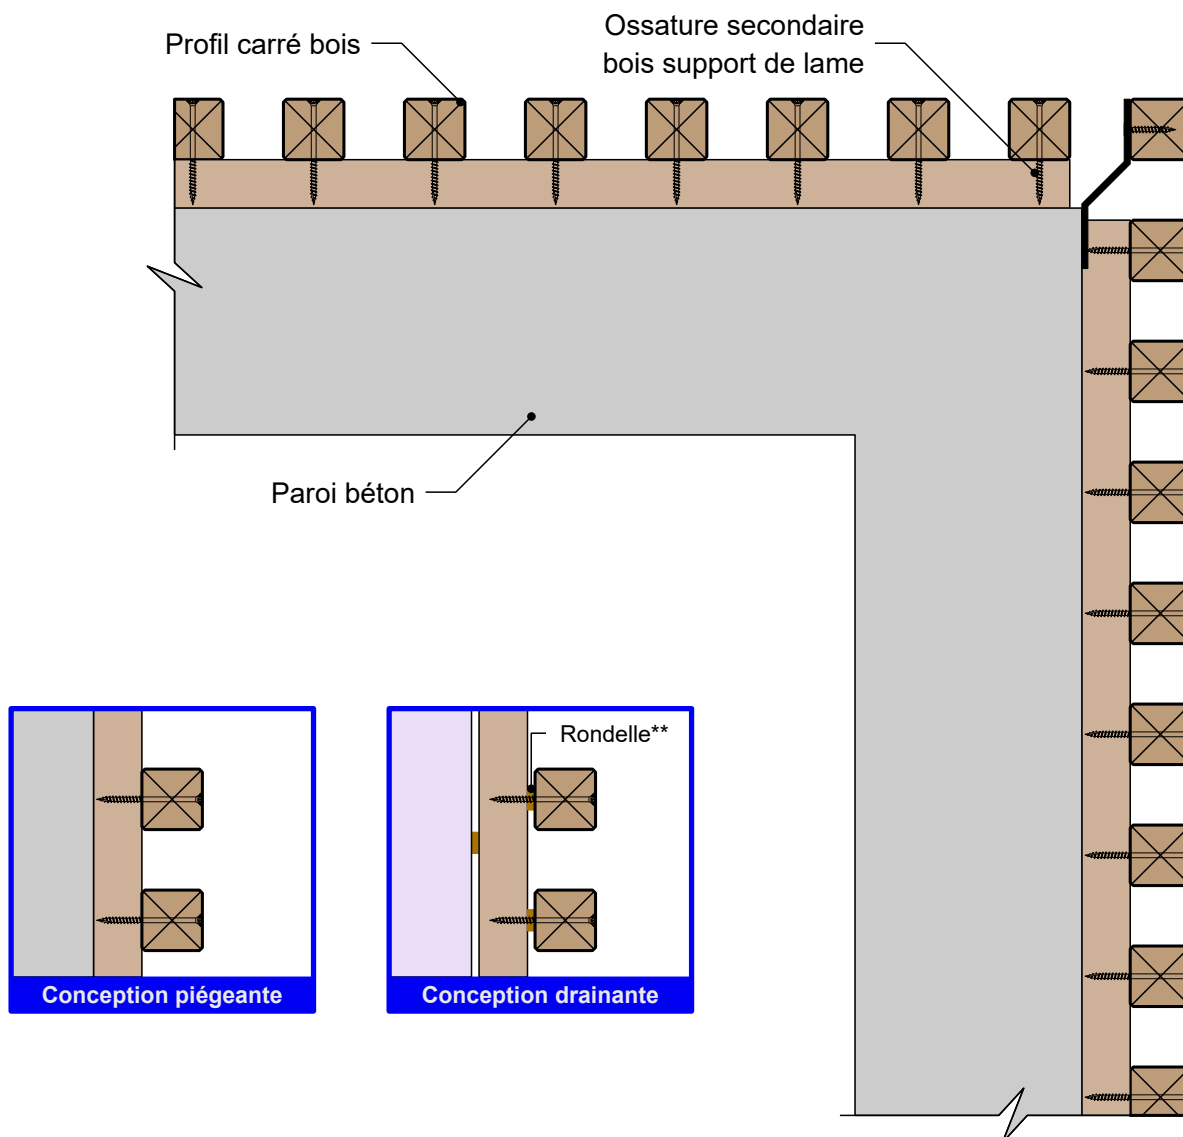 Profil carré bois
Ossature secondaire
bois support de lame
Paroi béton
Rondelle**
Conception piégeante
Conception drainante